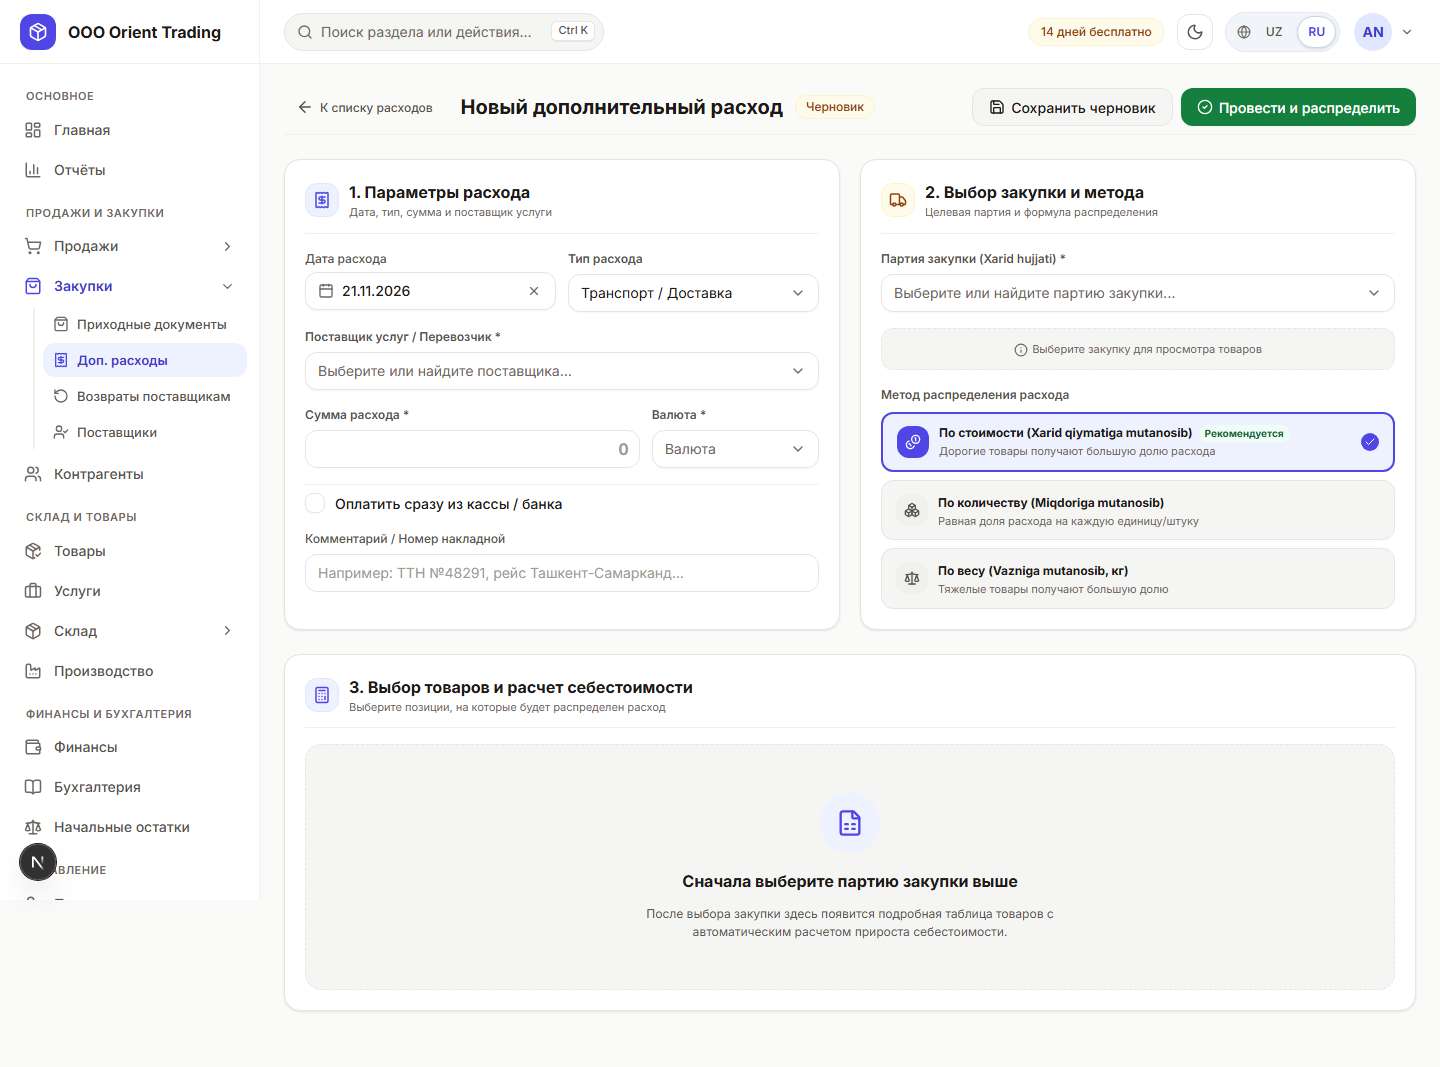 ООО Orient Trading
Поиск раздела или действия...
Ctrl K
14 дней бесплатно
UZ
RU
AN
ОСНОВНОЕ
Главная
Отчёты
ПРОДАЖИ И ЗАКУПКИ
Продажи
Закупки
Приходные документы
Доп. расходы
Возвраты поставщикам
Поставщики
Контрагенты
СКЛАД И ТОВАРЫ
Товары
Услуги
Склад
Производство
ФИНАНСЫ И БУХГАЛТЕРИЯ
Финансы
Бухгалтерия
Начальные остатки
N
АВЛЕНИЕ
К списку расходов
Новый дополнительный расход
Черновик
Сохранить черновик
Провести и распределить
1. Параметры расхода
Дата, тип, сумма и поставщик услуги
Дата расхода
Тип расхода
21.11.2026
Транспорт / Доставка
Поставщик услуг / Перевозчик *
Выберите или найдите поставщика...
Сумма расхода *
Валюта *
0
Валюта
Оплатить сразу из кассы / банка
Комментарий / Номер накладной
Например: ТТН №48291, рейс Ташкент-Самарканд...
2. Выбор закупки и метода
Целевая партия и формула распределения
Партия закупки (Xarid hujjati) *
Выберите или найдите партию закупки...
Выберите закупку для просмотра товаров
Метод распределения расхода
По стоимости (Xarid qiymatiga mutanosib)
Рекомендуется
Дорогие товары получают большую долю расхода
По количеству (Miqdoriga mutanosib)
Равная доля расхода на каждую единицу/штуку
По весу (Vazniga mutanosib, кг)
Тяжелые товары получают большую долю
3. Выбор товаров и расчет себестоимости
Выберите позиции, на которые будет распределен расход
Сначала выберите партию закупки выше
После выбора закупки здесь появится подробная таблица товаров с
автоматическим расчетом прироста себестоимости.